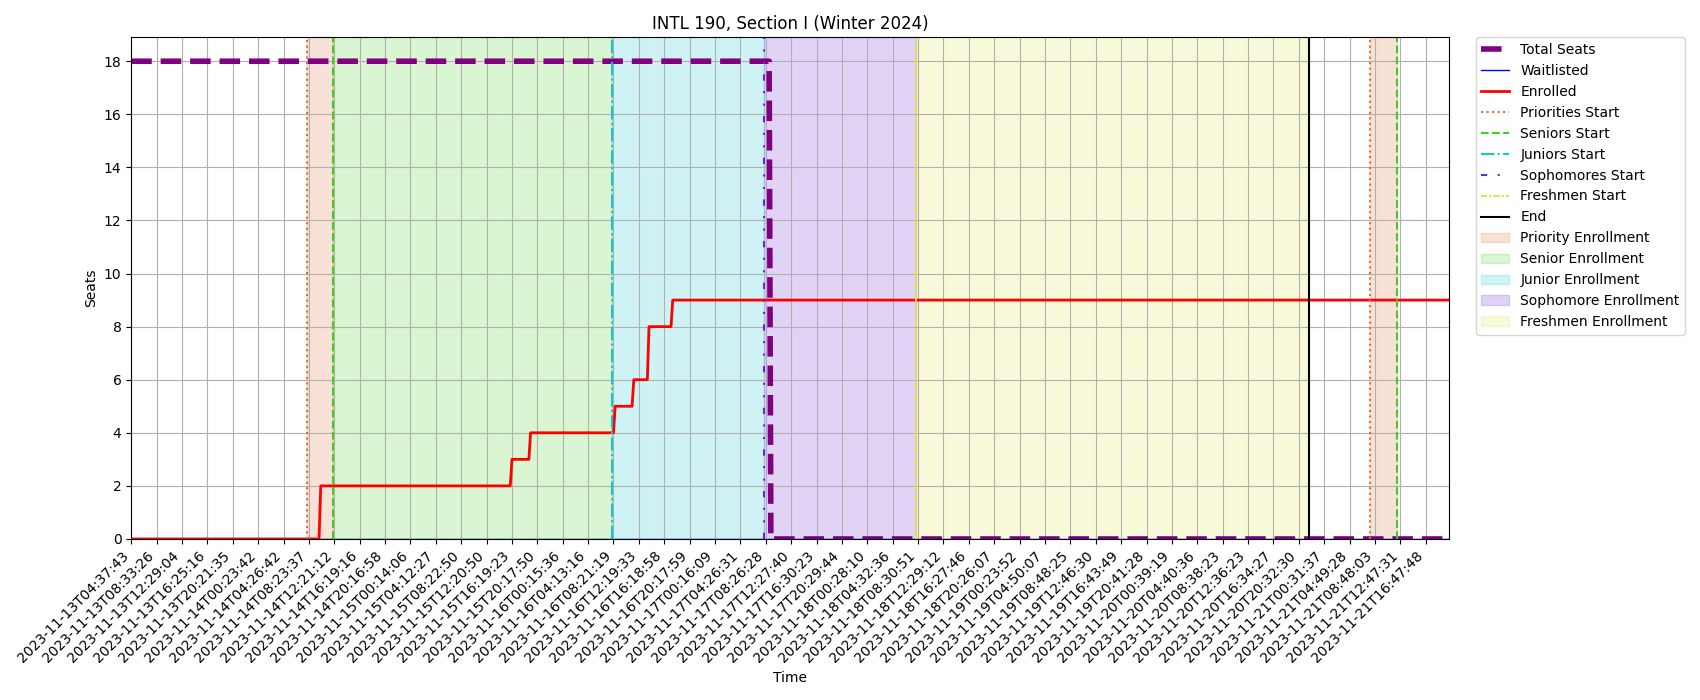 INTL 190, Section I (Winter 2024)
Seats
18
16
14
12
10
8
6
4
2
0
2023-11-13T04:37:43
2023-11-13T08:33:26
2023-11-13T12:29:04
2023-11-13T16:25:16
2023-11-13T20:21:35
2023-11-14T00:23:42
2023-11-14T04:26:42
2023-11-14T08:23:37
2023-11-14T12:21:12
2023-11-14T16:19:16
2023-11-14T20:16:58
2023-11-15T00:14:06
2023-11-15T04:12:27
2023-11-15T08:22:50
2023-11-15T12:20:50
2023-11-15T16:19:23
2023-11-15T20:17:50
2023-11-16T00:15:36
2023-11-16T04:13:16
2023-11-16T08:21:19
2023-11-16T12:19:33
2023-11-16T16:18:58
2023-11-16T20:17:59
2023-11-17T00:16:09
2023-11-17T04:26:31
2023-11-17T08:26:28
2023-11-17T12:27:40
2023-11-17T16:30:23
2023-11-17T20:29:44
2023-11-18T00:28:10
2023-11-18T04:32:36
2023-11-18T08:30:51
2023-11-18T12:29:12
2023-11-18T16:27:46
2023-11-18T20:26:07
2023-11-19T00:23:52
2023-11-19T04:50:07
2023-11-19T08:48:25
2023-11-19T12:46:30
2023-11-19T16:43:49
2023-11-19T20:41:28
2023-11-20T00:39:19
2023-11-20T04:40:36
2023-11-20T08:38:23
2023-11-20T12:36:23
2023-11-20T16:34:27
2023-11-20T20:32:30
2023-11-21T00:31:37
2023-11-21T04:49:28
2023-11-21T08:48:03
2023-11-21T12:47:31
2023-11-21T16:47:48
Time
Total Seats
Waitlisted
Enrolled
Priorities Start
Seniors Start
Juniors Start
Sophomores Start
Freshmen Start
End
Priority Enrollment
Senior Enrollment
Junior Enrollment
Sophomore Enrollment
Freshmen Enrollment